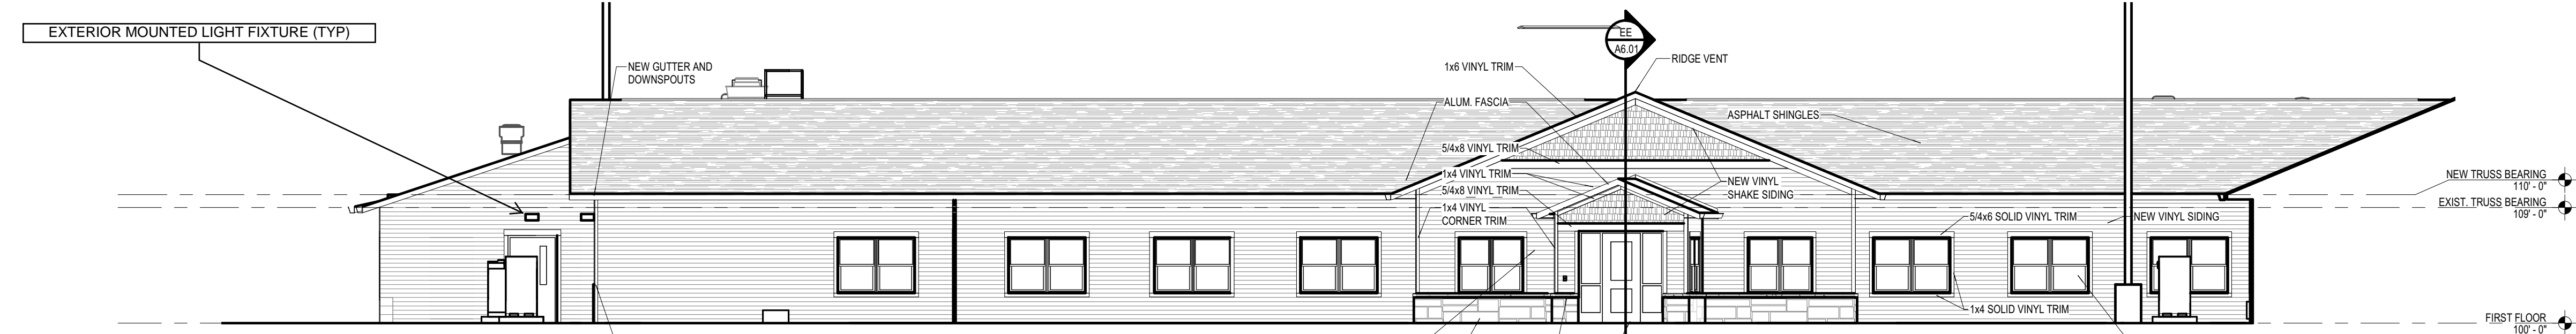 EXTERIOR MOUNTED LIGHT FIXTURE (TYP)
NEW GUTTER AND
DOWNSPOUTS
EE
A6.01
RIDGE VENT
1x6 VINYL TRIM
ALUM. FASCIA
ASPHALT SHINGLES
5/4x8 VINYL TRIM
1x4 VINYL TRIM
5/4x8 VINYL TRIM
1x4 VINYL
CORNER TRIM
NEW VINYL
SHAKE SIDING
5/4x6 SOLID VINYL TRIM
NEW VINYL SIDING
1x4 SOLID VINYL TRIM
NEW TRUSS BEARING
110' - 0"
EXIST. TRUSS BEARING
109' - 0"
FIRST FLOOR
100' - 0"